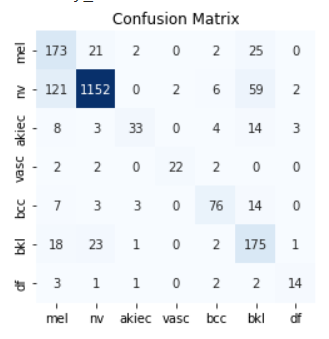 Confusion Matrix
mel 173 21 2 0 2 25 0
nv 121 1152 0 2 6 59 2
akiec 8 3 33 0 4 14 3
vasc 2 2 0 22 2 0 0
bcc 7 3 3 0 76 14 0
bkl 18 23 1 0 2 175 1
df 3 1 1 0 2 2 14
mel nv akiec vasc bcc bkl df